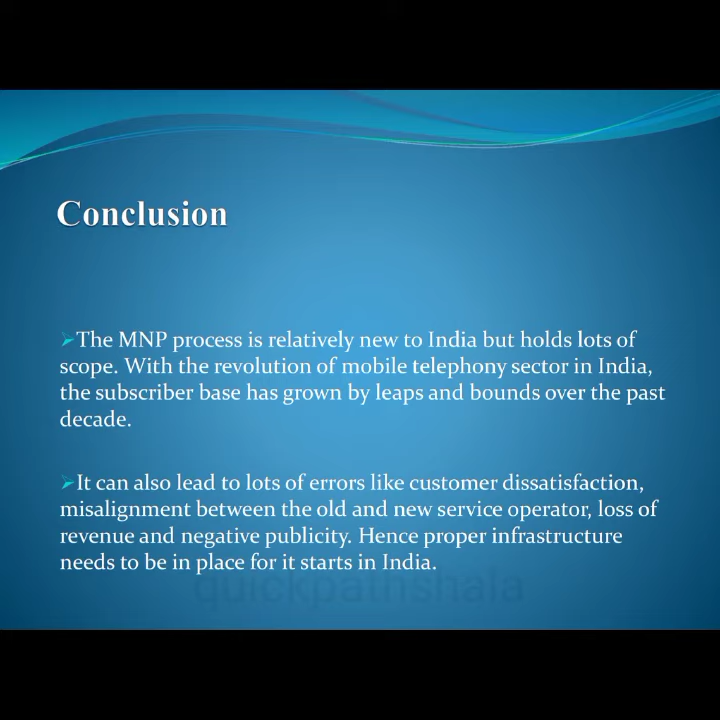 Conclusion
➢The MNP process is relatively new to India but holds lots of
scope. With the revolution of mobile telephony sector in India,
the subscriber base has grown by leaps and bounds over the past
decade.
➢It can also lead to lots of errors like customer dissatisfaction,
misalignment between the old and new service operator, loss of
revenue and negative publicity. Hence proper infrastructure
needs to be in place for it starts in India.
quickpathshala